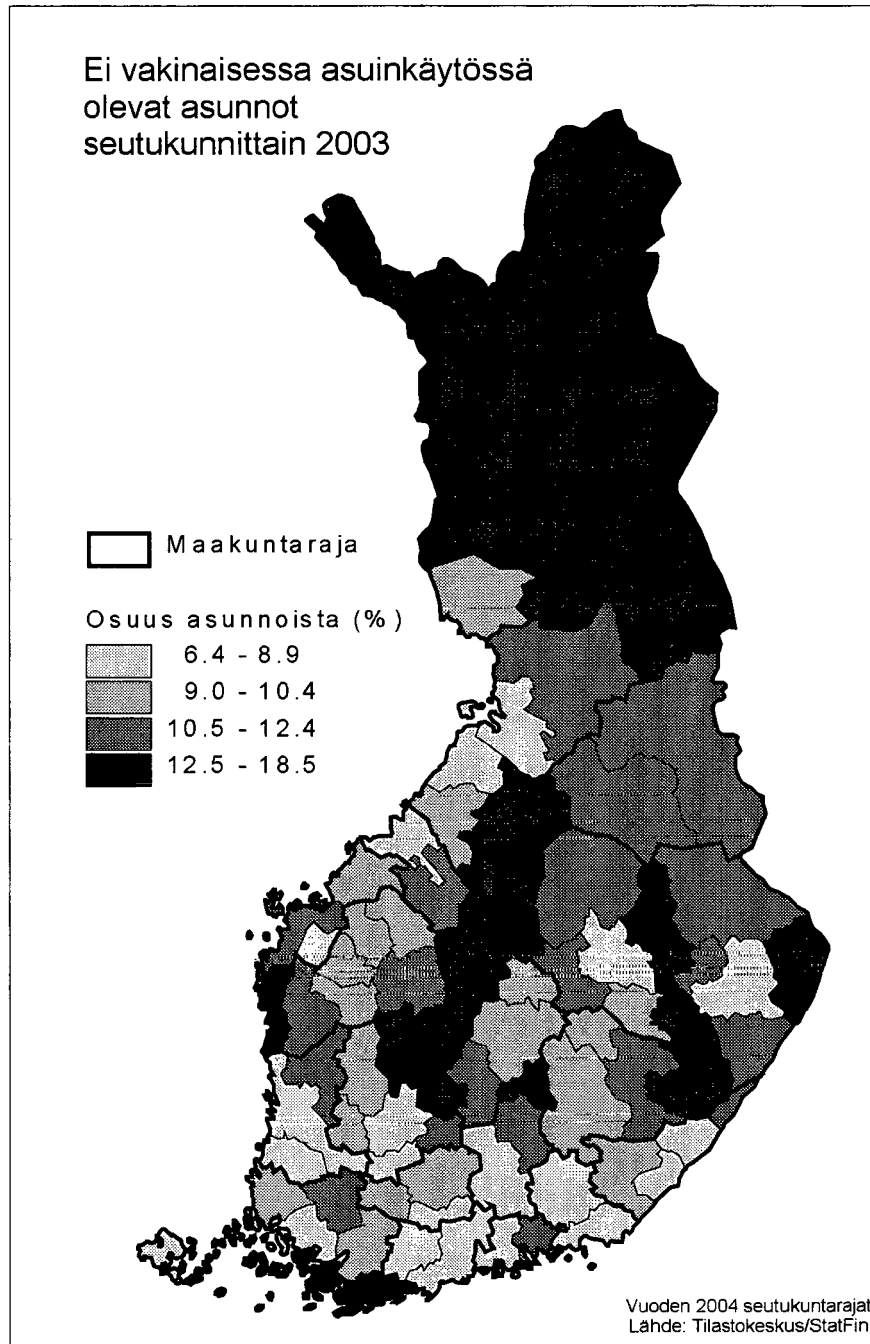 Ei vakinaisessa asuinkäytössä
olevat asunnot
seutukunnittain 2003
Maakuntaraja
Osuus asunnoista (%)
6.4 - 8.9
9.0 - 10.4
10.5 - 12.4
12.5 - 18.5
Vuoden 2004 seutukuntarajat
Lähde: Tilastokeskus/StatFin